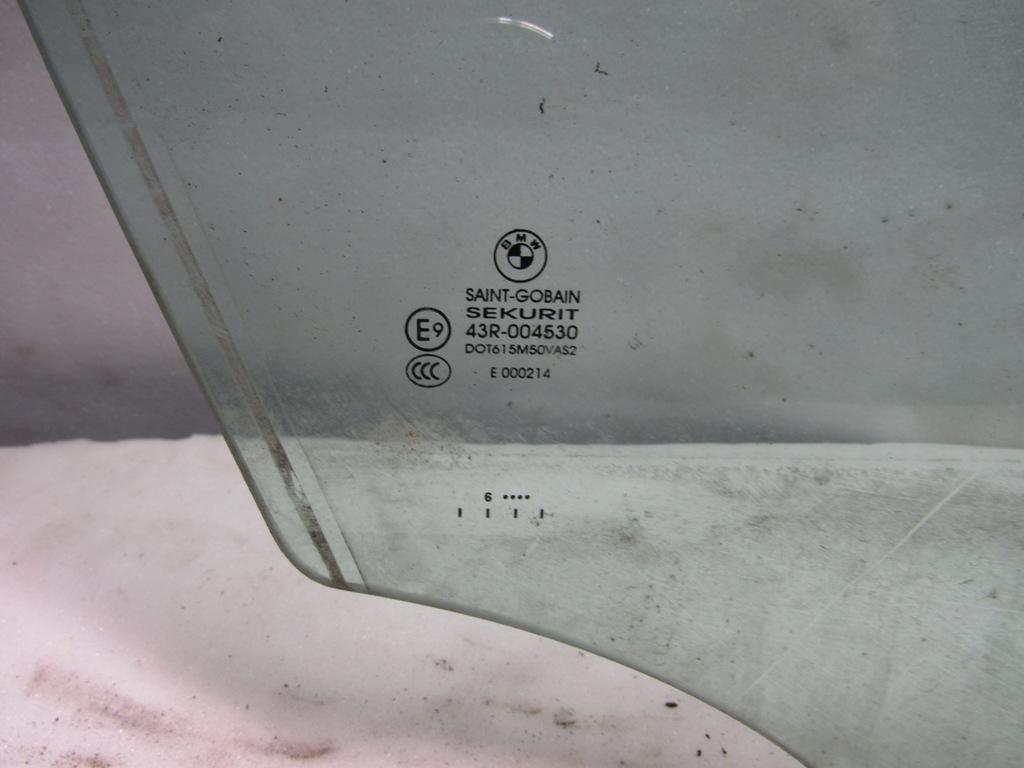 BMW
SAINT-GOBAIN
SEKURIT
E9 43R-004530
DOT615M50VAS2
CCC E 000214
6 ••••